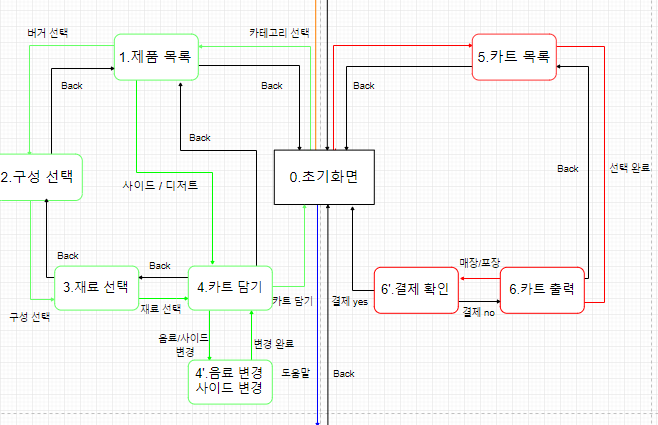 버거 선택
카테고리 선택
1.제품 목록
5.카트 목록
Back
Back
Back
Back
사이드 / 디저트
Back
선택 완료
2.구성 선택
0.초기화면
Back
Back
매장/포장
3.재료 선택
4.카트 담기
6'.결제 확인
6.카트 출력
구성 선택
재료 선택
카트 담기
결제 yes
결제 no
음료/사이드
변경
변경 완료
4'.음료 변경
사이드 변경
도움말
Back